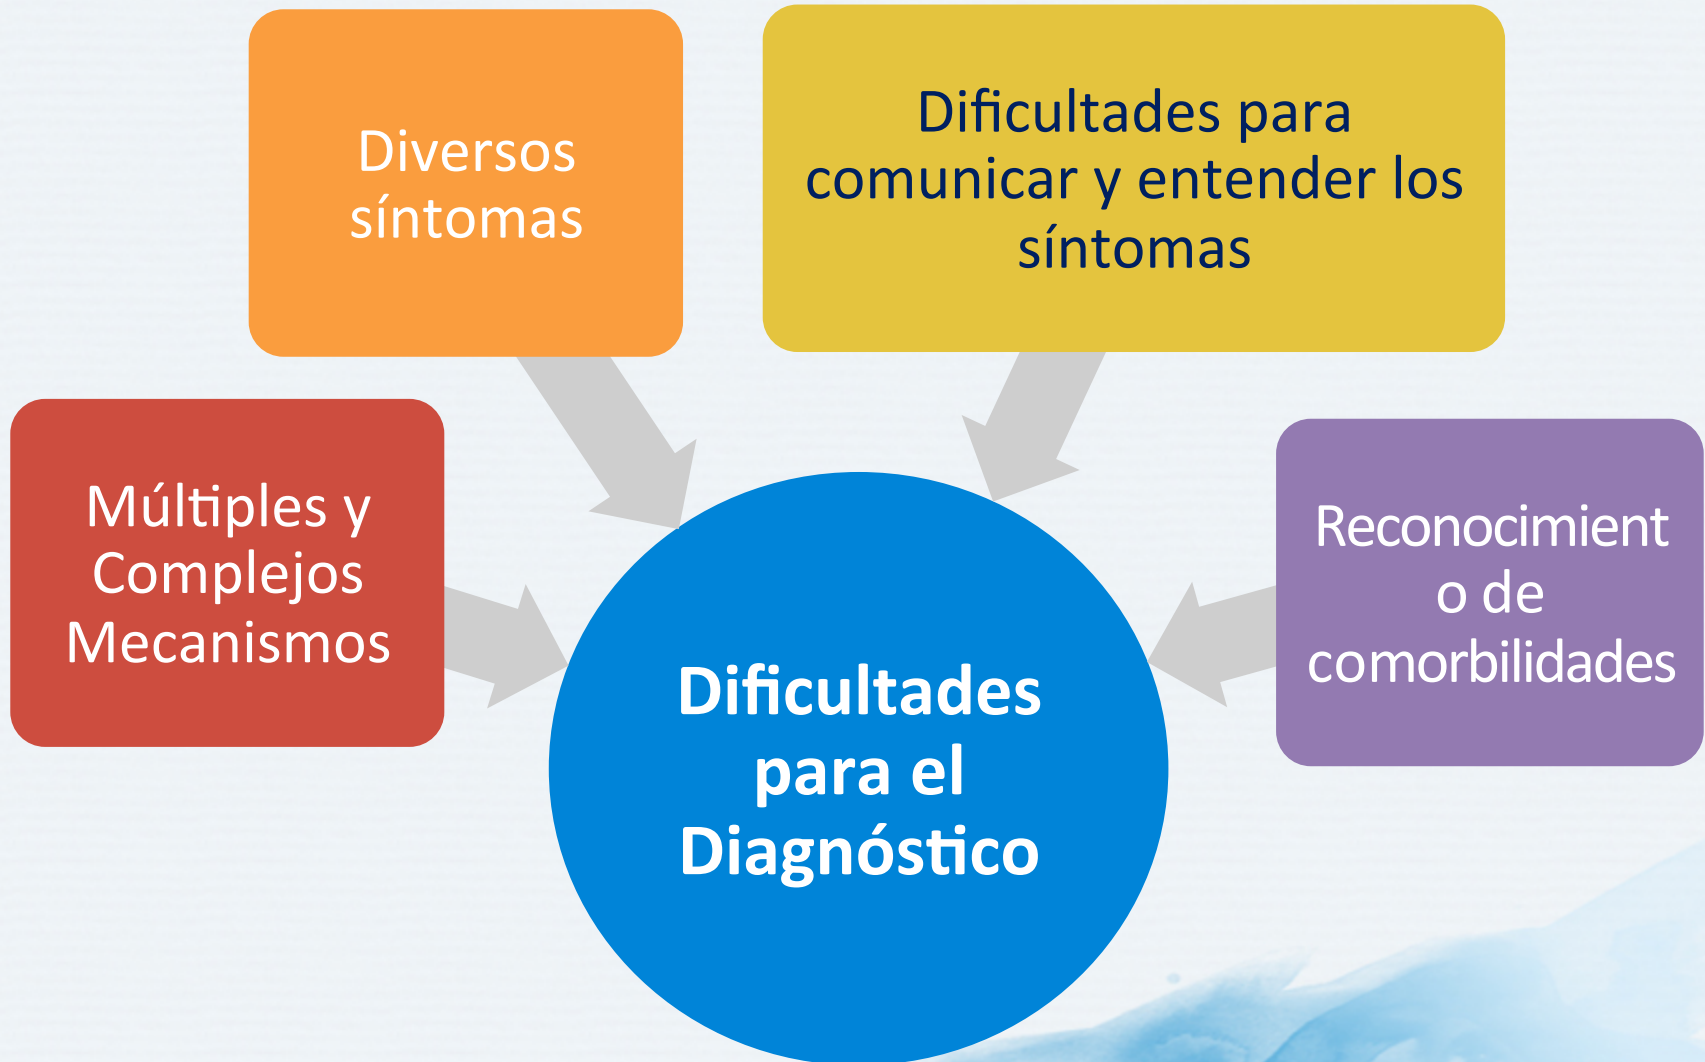 Diversos
síntomas
Dificultades para
comunicar y entender los
síntomas
Múltiples y
Complejos
Mecanismos
Reconocimient
o de
comorbilidades
Dificultades
para el
Diagnóstico